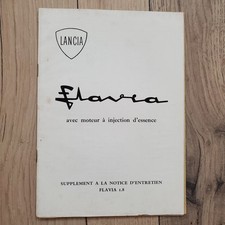 LANCIA
Flavia
avec moteur à injection d'essence
SUPPLEMENT A LA NOTICE D'ENTRETIEN
FLAVIA 1.8